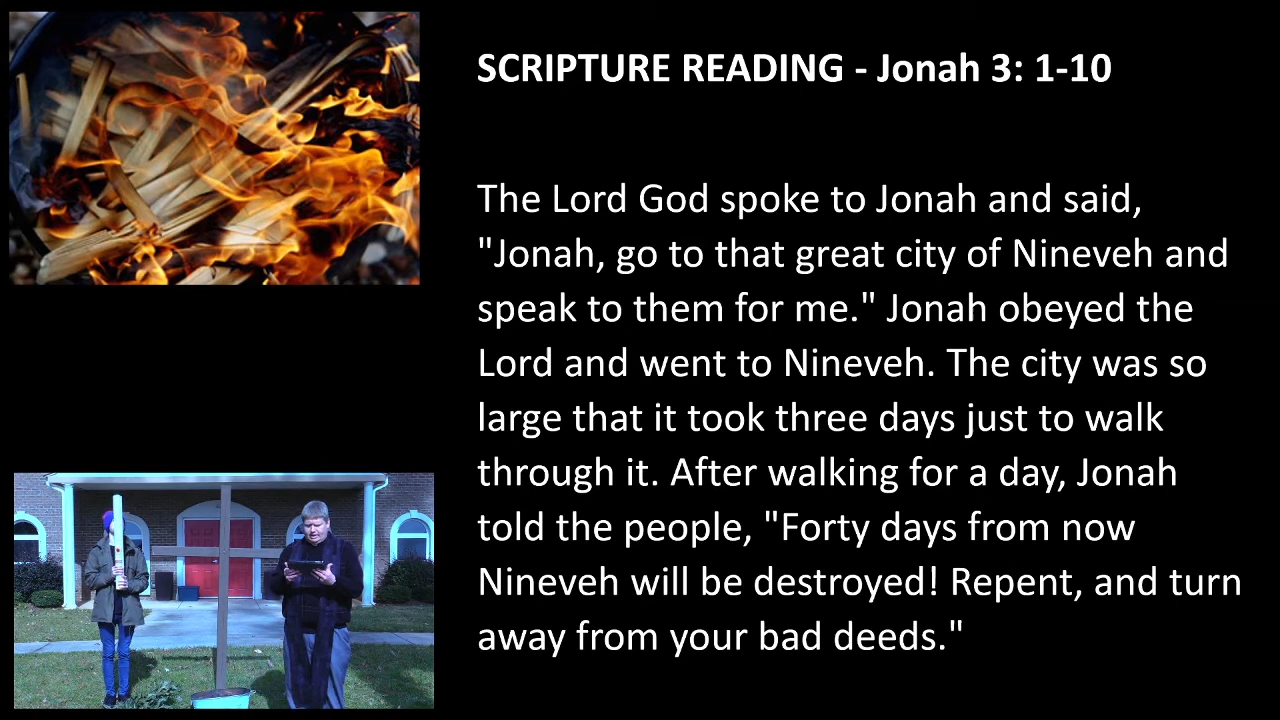 SCRIPTURE READING - Jonah 3: 1-10
The Lord God spoke to Jonah and said,
"Jonah, go to that great city of Nineveh and
speak to them for me." Jonah obeyed the
Lord and went to Nineveh. The city was so
large that it took three days just to walk
through it. After walking for a day, Jonah
told the people, "Forty days from now
Nineveh will be destroyed! Repent, and turn
away from your bad deeds."